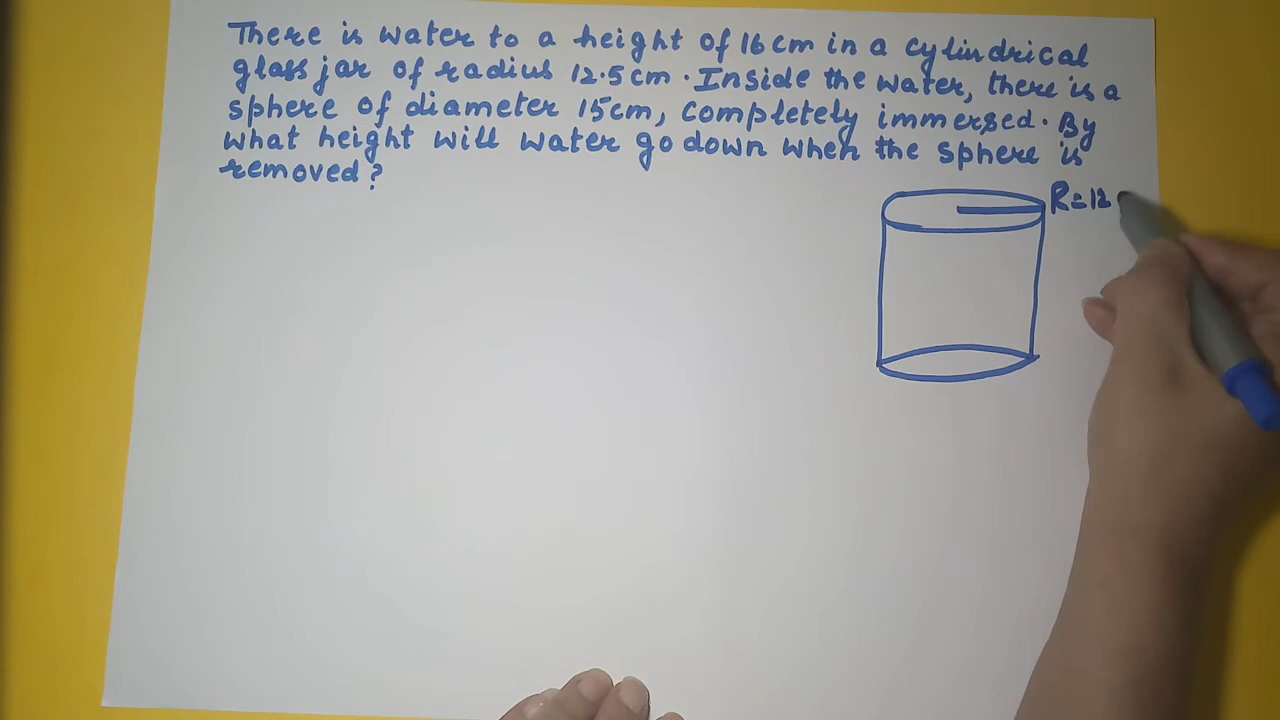 There is water to a height of 16 cm in a cylindrical
glass jar of radius 12.5 cm. Inside the water, there is a
sphere of diameter 15cm, completely immersed. By
what height will water go down when the sphere is
removed?
R=12